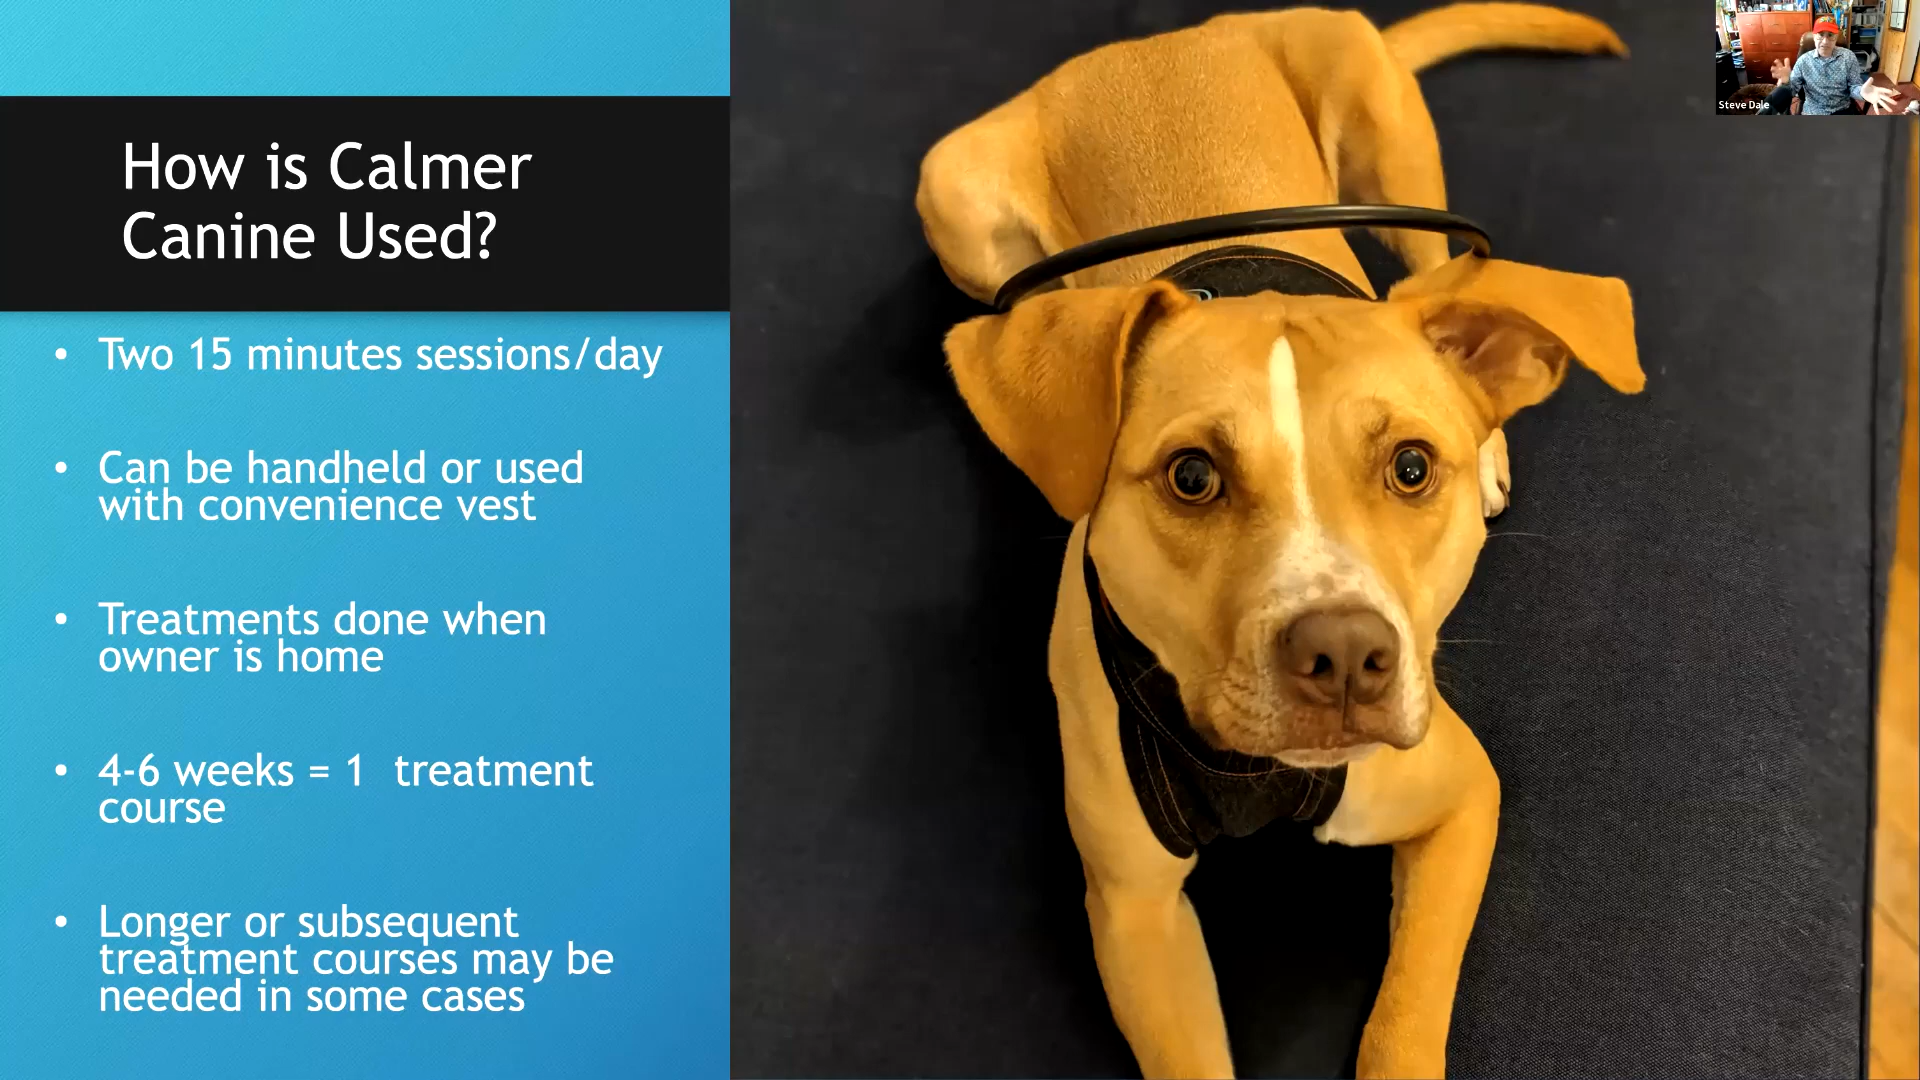 How is Calmer
Canine Used?
• Two 15 minutes sessions/day
• Can be handheld or used
with convenience vest
• Treatments done when
owner is home
• 4-6 weeks = 1 treatment
course
• Longer or subsequent
treatment courses may be
needed in some cases
Steve Dale